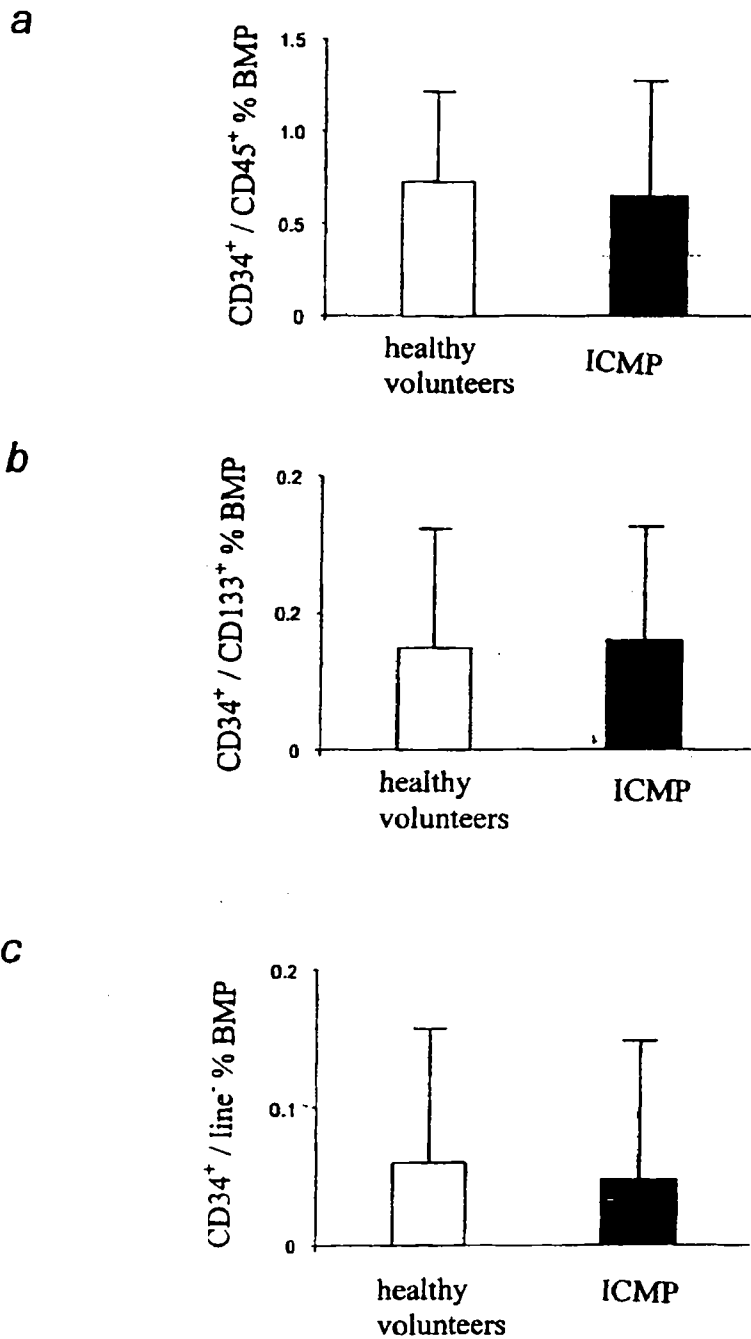 a
CD34⁺ / CD45⁺ % BMP
1.5
1.0
0.5
0
healthy
volunteers
ICMP
b
CD34⁺ / CD133⁺ % BMP
0.2
0.2
0
healthy
volunteers
ICMP
c
CD34⁺ / line⁻ % BMP
0.2
0.1
0
healthy
volunteers
ICMP